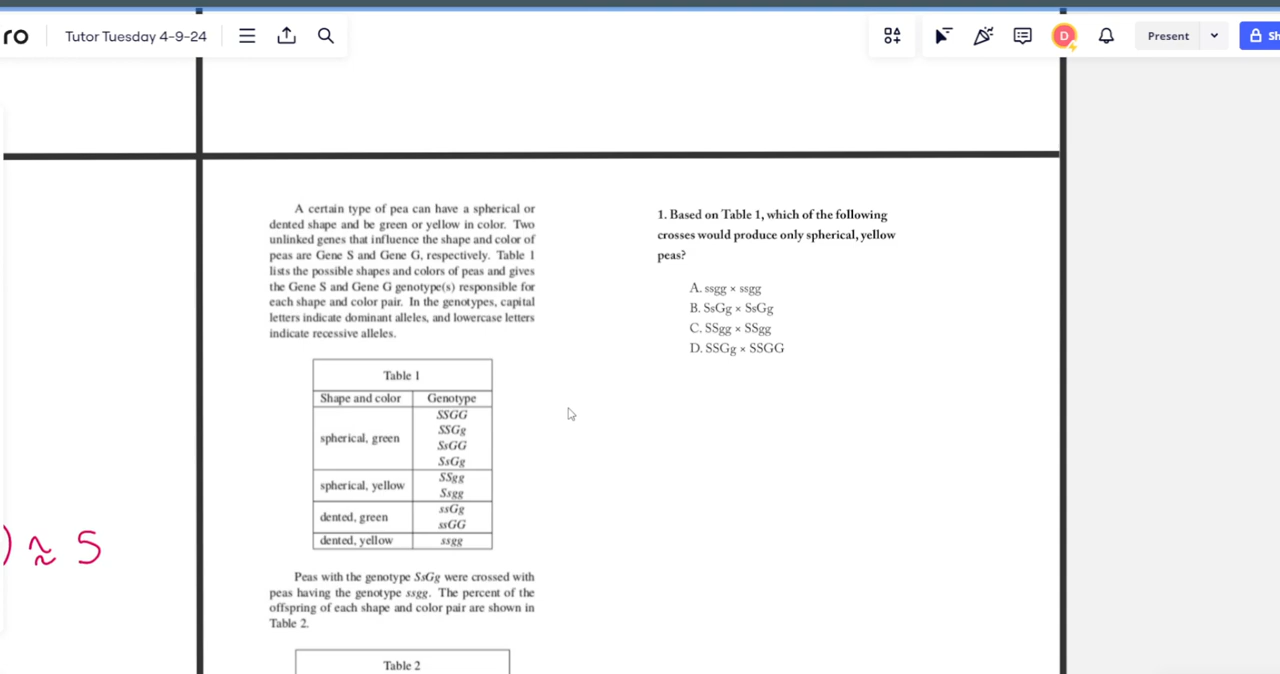 ro
Tutor Tuesday 4-9-24
D
Present
Sh
A certain type of pea can have a spherical or
dented shape and be green or yellow in color. Two
unlinked genes that influence the shape and color of
peas are Gene S and Gene G, respectively. Table 1
lists the possible shapes and colors of peas and gives
the Gene S and Gene G genotype(s) responsible for
each shape and color pair. In the genotypes, capital
letters indicate dominant alleles, and lowercase letters
indicate recessive alleles.
Table 1
Shape and color Genotype
spherical, green
SSGG
SSGg
SsGG
SsGg
spherical, yellow
SSgg
Ssgg
dented, green
ssGg
ssGG
dented, yellow ssgg
Peas with the genotype SsGg were crossed with
peas having the genotype ssgg. The percent of the
offspring of each shape and color pair are shown in
Table 2.
Table 2
1. Based on Table 1, which of the following
crosses would produce only spherical, yellow
peas?
A. ssgg × ssgg
B. SsGg × SsGg
C. SSgg × SSgg
D. SSGg × SSGG
) ≈ 5